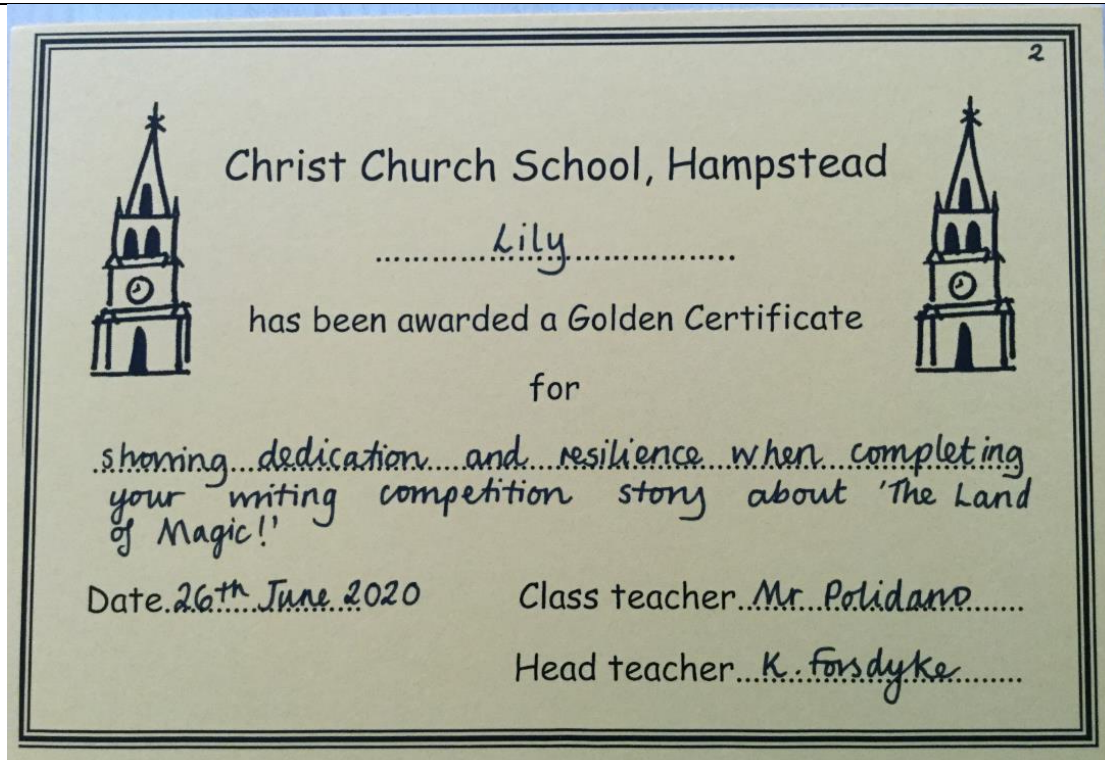 2
Christ Church School, Hampstead
Lily
has been awarded a Golden Certificate
for
showing dedication and resilience when completing
your writing competition story about 'The Land
of Magic!'
Date 26th June 2020 Class teacher Mr Polidano
Head teacher K. Forsdyke